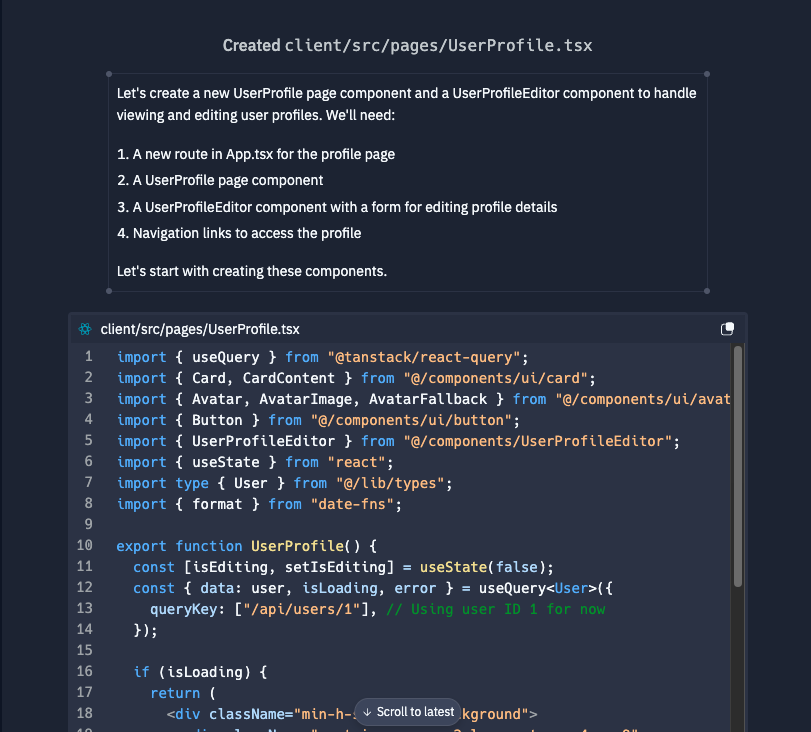 Created client/src/pages/UserProfile.tsx
Let's create a new UserProfile page component and a UserProfileEditor component to handle
viewing and editing user profiles. We'll need:
1. A new route in App.tsx for the profile page
2. A UserProfile page component
3. A UserProfileEditor component with a form for editing profile details
4. Navigation links to access the profile
Let's start with creating these components.
client/src/pages/UserProfile.tsx
1 import { useQuery } from "@tanstack/react-query";
2 import { Card, CardContent } from "@/components/ui/card";
3 import { Avatar, AvatarImage, AvatarFallback } from "@/components/ui/avat
4 import { Button } from "@/components/ui/button";
5 import { UserProfileEditor } from "@/components/UserProfileEditor";
6 import { useState } from "react";
7 import type { User } from "@/lib/types";
8 import { format } from "date-fns";
9
10 export function UserProfile() {
11 const [isEditing, setIsEditing] = useState(false);
12 const { data: user, isLoading, error } = useQuery<User>({
13 queryKey: ["/api/users/1"], // Using user ID 1 for now
14 });
15
16 if (isLoading) {
17 return (
18 <div className="min-h-s kground">
↓ Scroll to latest